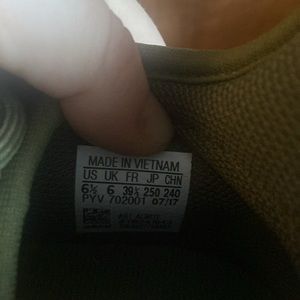 MADE IN VIETNAM
US UK FR JP CHN
6½ 6 39⅓ 250 240
PYV 702001 07/17